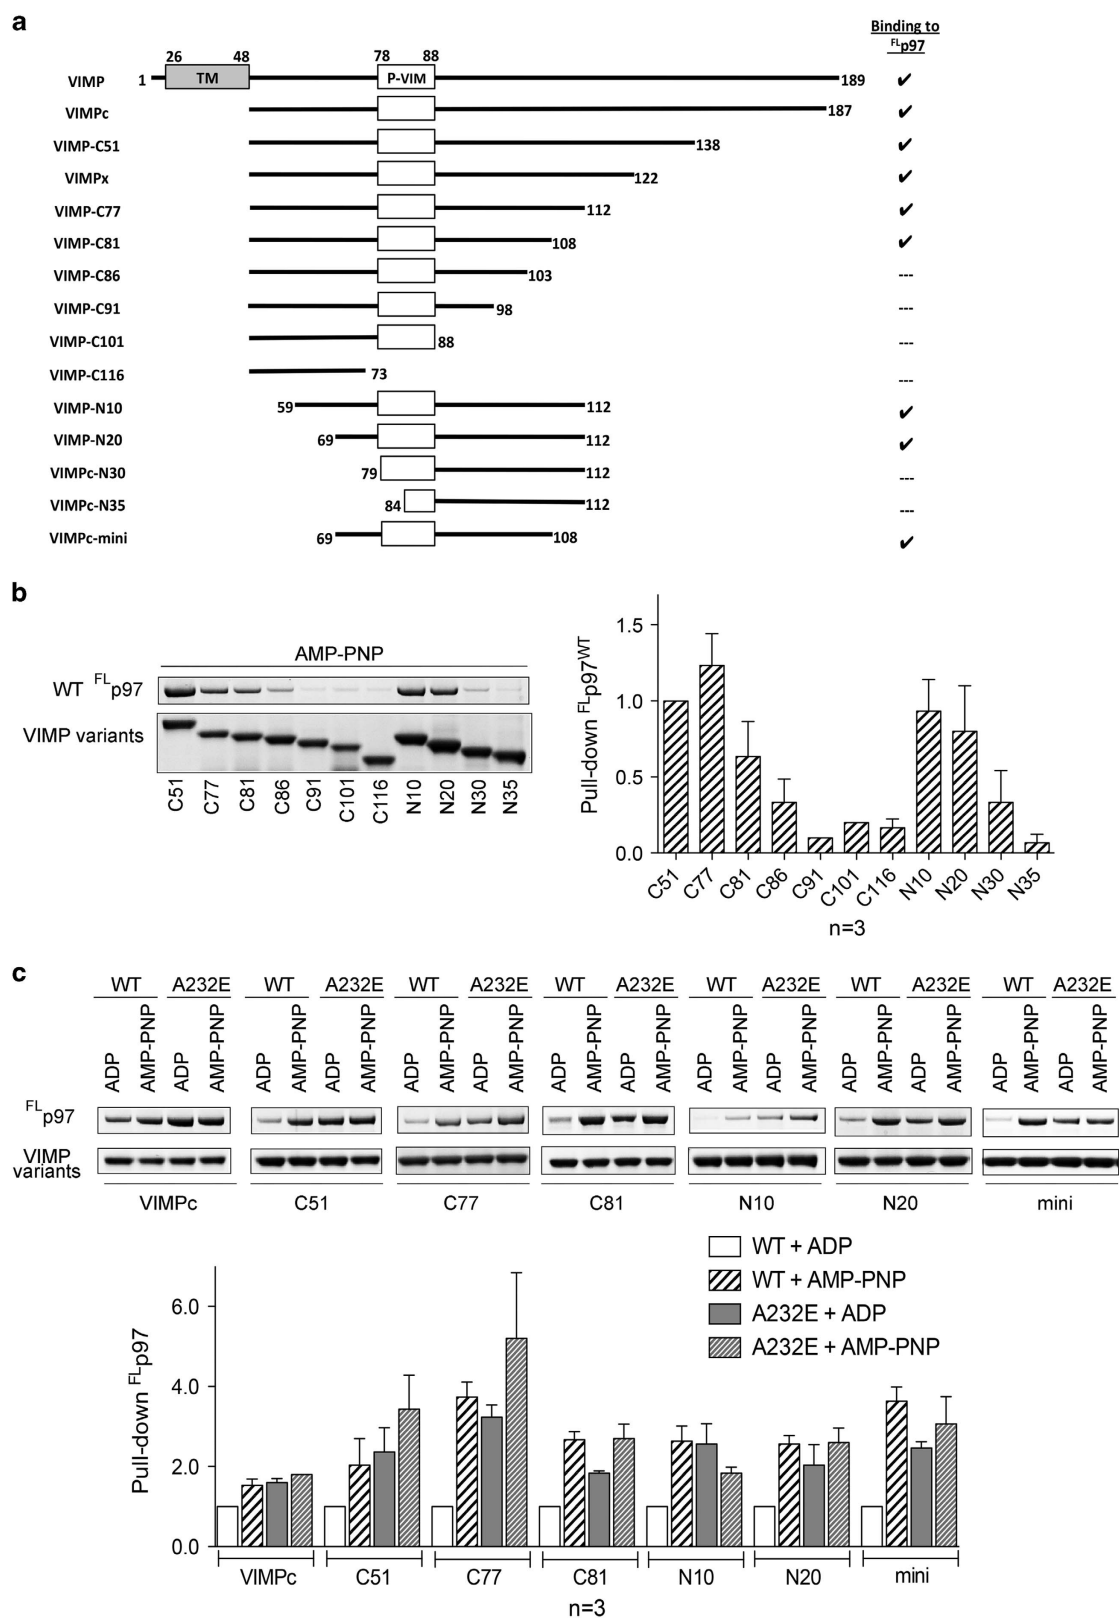 a
Binding to
FLp97
26 48 78 88
VIMP 1 TM P-VIM 189 ✔
VIMPc 187 ✔
VIMP-C51 138 ✔
VIMPx 122 ✔
VIMP-C77 112 ✔
VIMP-C81 108 ✔
VIMP-C86 103 ---
VIMP-C91 98 ---
VIMP-C101 88 ---
VIMP-C116 73 ---
VIMP-N10 59 112 ✔
VIMP-N20 69 112 ✔
VIMPc-N30 79 112 ---
VIMPc-N35 84 112 ---
VIMPc-mini 69 108 ✔
b
AMP-PNP
WT FLp97
VIMP variants
C51 C77 C81 C86 C91 C101 C116 N10 N20 N30 N35
Pull-down FLp97WT
1.5
1.0
0.5
0.0
C51 C77 C81 C86 C91 C101 C116 N10 N20 N30 N35
n=3
c
WT A232E WT A232E WT A232E WT A232E WT A232E WT A232E WT A232E
ADP AMP-PNP ADP AMP-PNP ADP AMP-PNP ADP AMP-PNP ADP AMP-PNP ADP AMP-PNP ADP AMP-PNP ADP AMP-PNP ADP AMP-PNP ADP AMP-PNP ADP AMP-PNP ADP AMP-PNP ADP AMP-PNP ADP AMP-PNP
FLp97
VIMP
variants
VIMPc C51 C77 C81 N10 N20 mini
WT + ADP
WT + AMP-PNP
A232E + ADP
A232E + AMP-PNP
Pull-down FLp97
6.0
4.0
2.0
0.0
VIMPc C51 C77 C81 N10 N20 mini
n=3